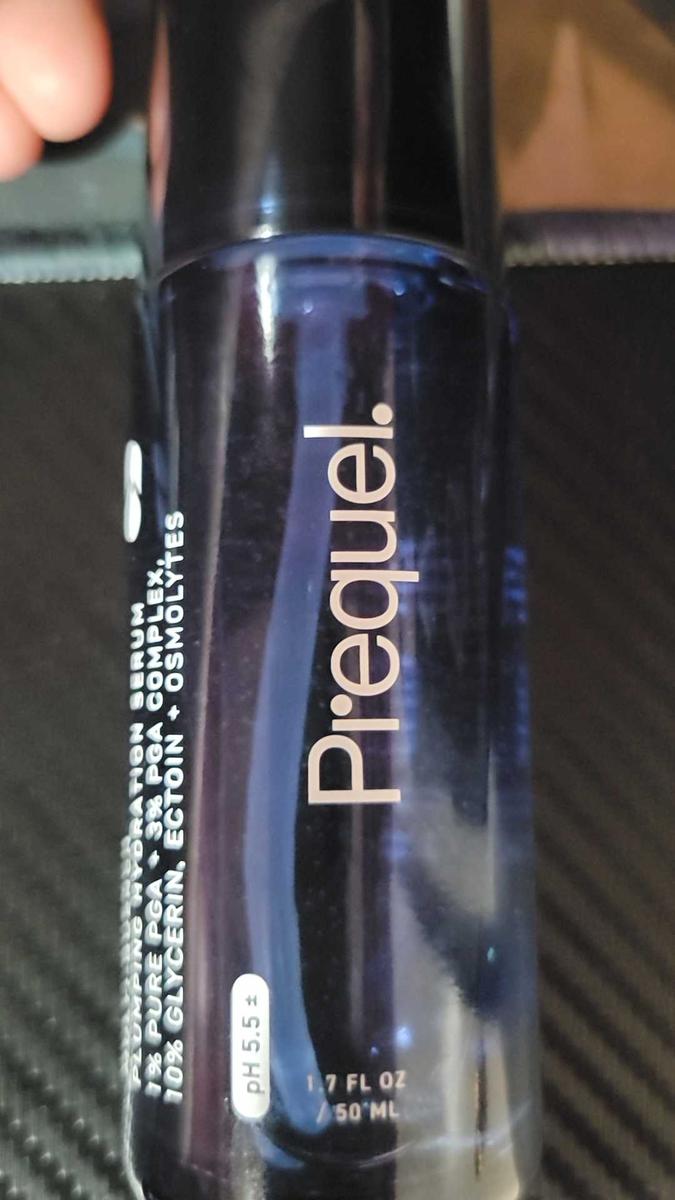 Prequel.
PLUMPING HYDRATION SERUM
1% PURE PGA + 3% PGA COMPLEX,
10% GLYCERIN, ECTOIN + OSMOLYTES
pH 5.5 ±
1.7 FL OZ
/ 50 ML